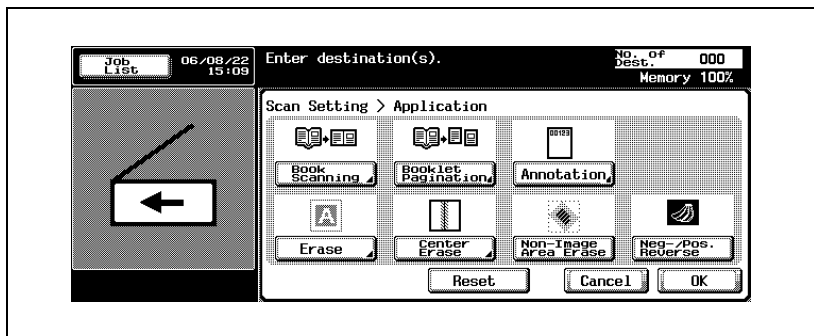 Job
List
06/08/22
15:09
Enter destination(s).
No. of
Dest.
000
Memory 100%
Scan Setting > Application
00123
Book
Scanning
Booklet
Pagination
Annotation
A
Erase
Center
Erase
Non-Image
Area Erase
Neg-/Pos.
Reverse
Reset
Cancel
OK